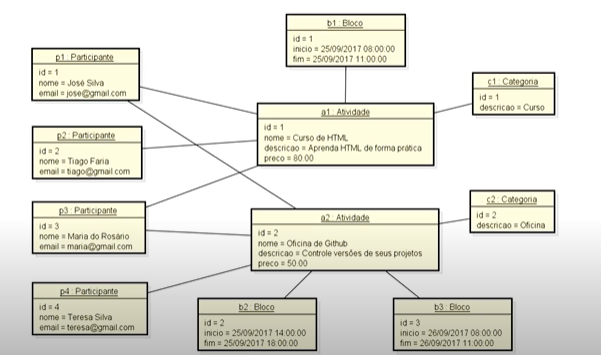 b1 : Bloco
id = 1
inicio = 25/09/2017 08:00:00
fim = 25/09/2017 11:00:00
p1 : Participante
id = 1
nome = José Silva
email = jose@gmail.com
c1 : Categoria
id = 1
descricao = Curso
a1 : Atividade
id = 1
nome = Curso de HTML
descricao = Aprenda HTML de forma prática
preco = 80.00
p2 : Participante
id = 2
nome = Tiago Faria
email = tiago@gmail.com
c2 : Categoria
id = 2
descricao = Oficina
p3 : Participante
id = 3
nome = Maria do Rosário
email = maria@gmail.com
a2 : Atividade
id = 2
nome = Oficina de Github
descricao = Controle versões de seus projetos
preco = 50.00
p4 : Participante
id = 4
nome = Teresa Silva
email = teresa@gmail.com
b2 : Bloco
id = 2
inicio = 25/09/2017 14:00:00
fim = 25/09/2017 18:00:00
b3 : Bloco
id = 3
inicio = 26/09/2017 08:00:00
fim = 26/09/2017 11:00:00